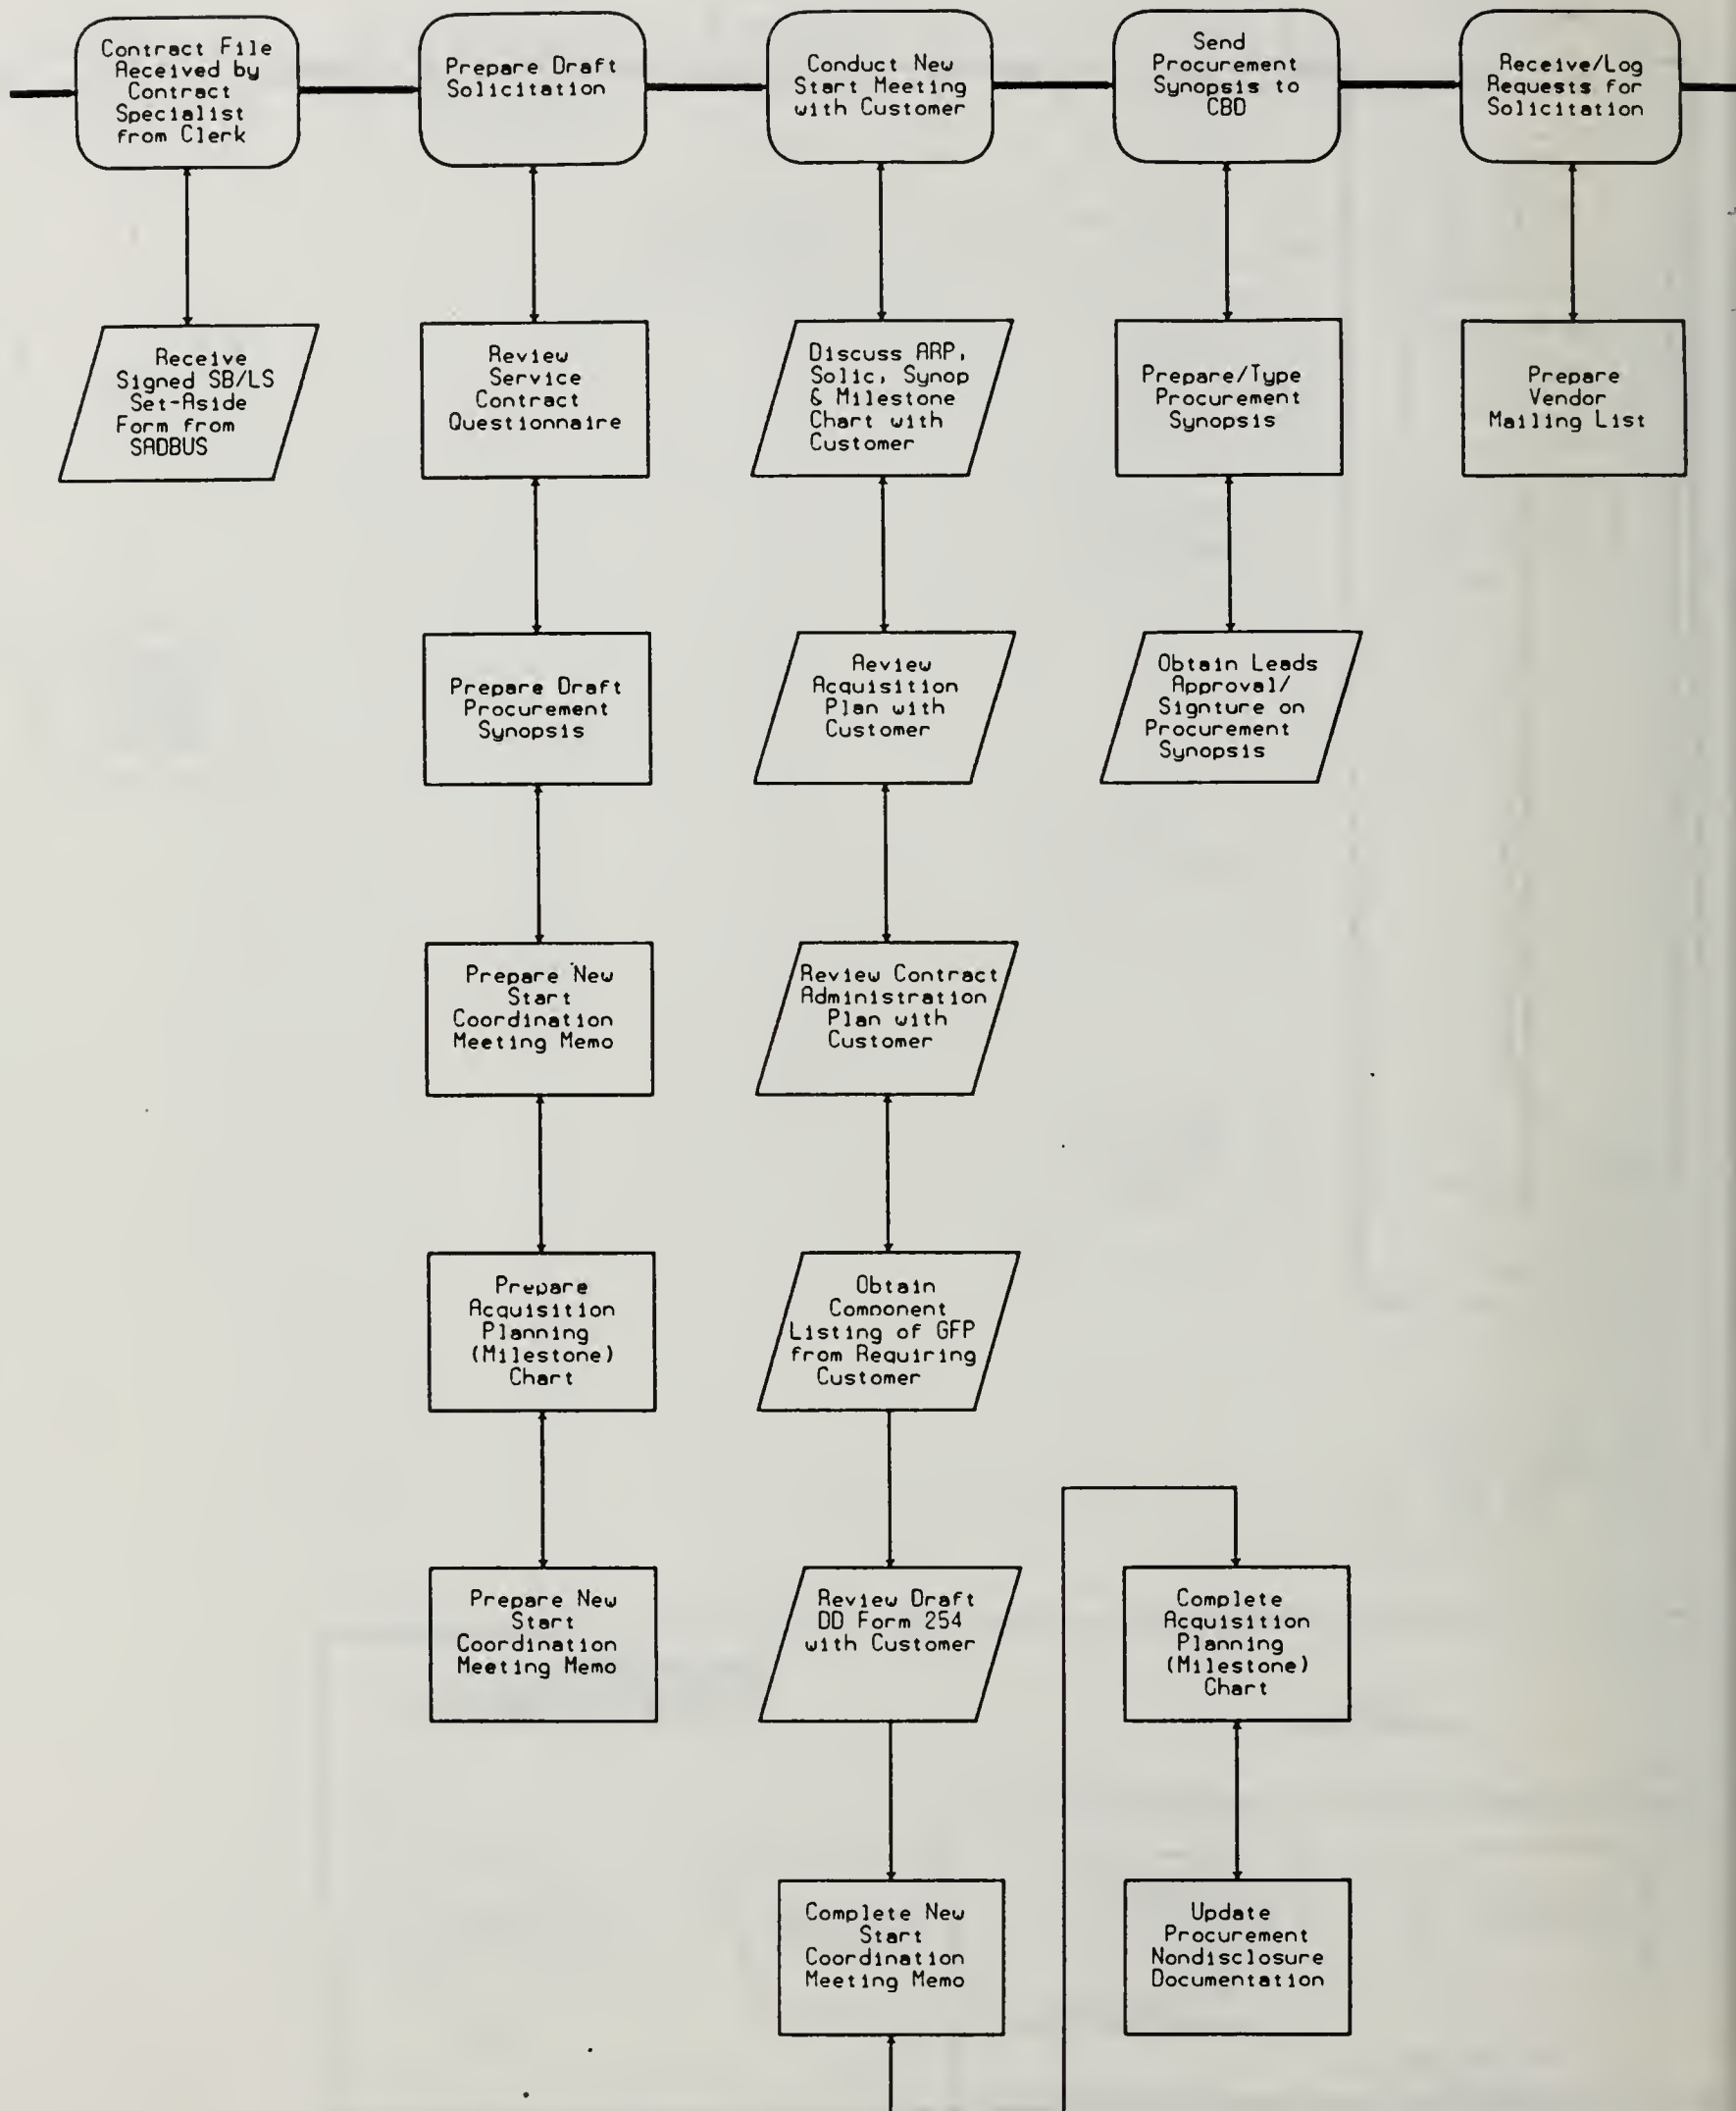 Contract File
Received by
Contract
Specialist
from Clerk
Prepare Draft
Solicitation
Conduct New
Start Meeting
with Customer
Send
Procurement
Synopsis to
CBD
Receive/Log
Requests for
Solicitation
Receive
Signed SB/LS
Set-Aside
Form from
SADBUS
Review
Service
Contract
Questionnaire
Discuss ARP,
Solic, Synop
& Milestone
Chart with
Customer
Prepare/Type
Procurement
Synopsis
Prepare
Vendor
Mailing List
Prepare Draft
Procurement
Synopsis
Review
Acquisition
Plan with
Customer
Obtain Leads
Approval/
Signture on
Procurement
Synopsis
Prepare New
Start
Coordination
Meeting Memo
Review Contract
Administration
Plan with
Customer
Prepare
Acquisition
Planning
(Milestone)
Chart
Obtain
Component
Listing of GFP
from Requiring
Customer
Prepare New
Start
Coordination
Meeting Memo
Review Draft
DD Form 254
with Customer
Complete
Acquisition
Planning
(Milestone)
Chart
Complete New
Start
Coordination
Meeting Memo
Update
Procurement
Nondisclosure
Documentation